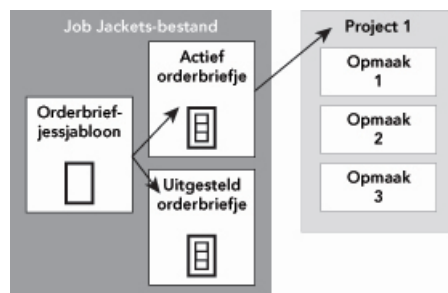 Job Jackets-bestand
Orderbrief-
jessjabloon
Actief
orderbriefje
Uitgesteld
orderbriefje
Project 1
Opmaak
1
Opmaak
2
Opmaak
3